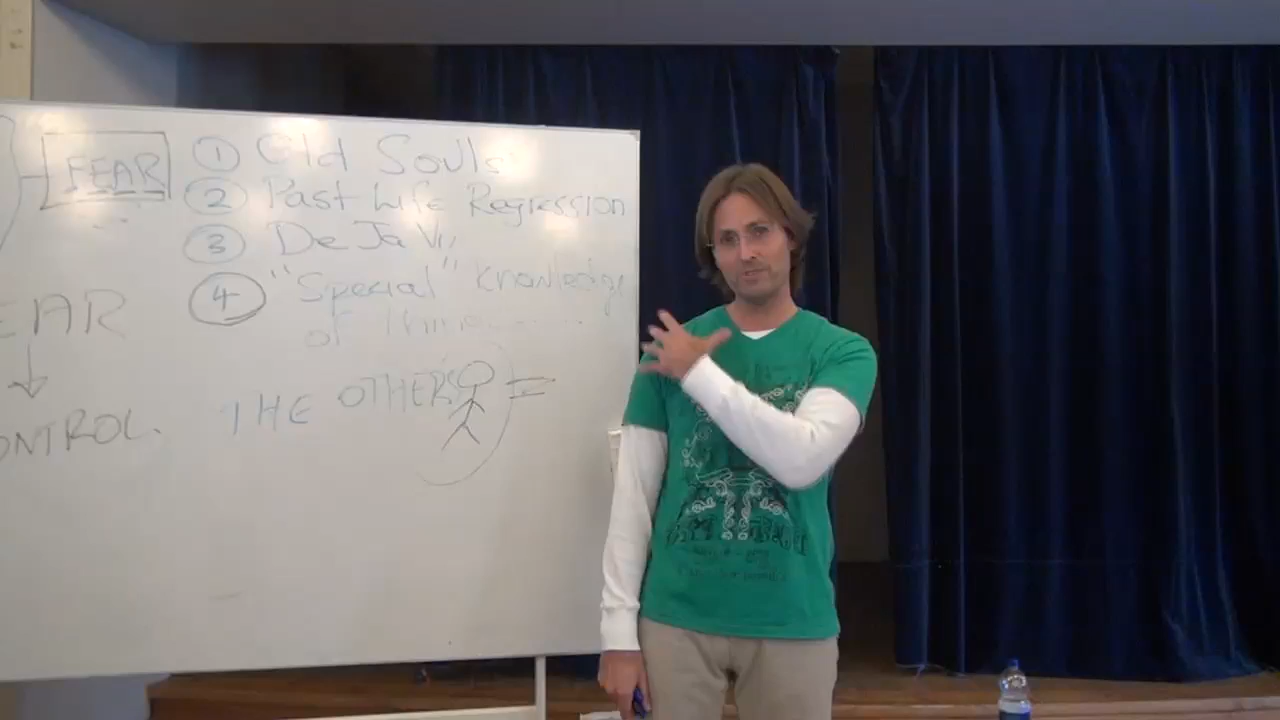 FEAR
① Old Souls
② Past Life Regression
③ De Ja Vu
④ "Special" Knowledge
of
EAR
ONTROL.
THE OTHERS